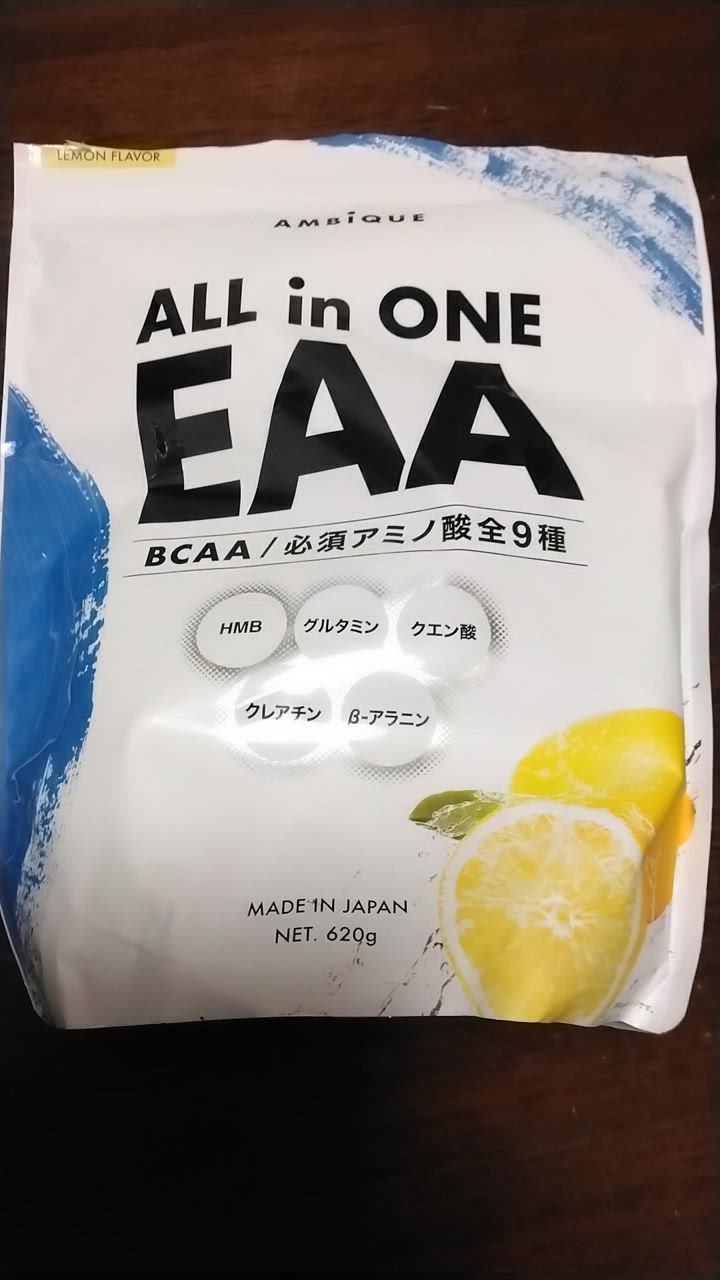 LEMON FLAVOR
AMBiQUE
ALL in ONE
EAA
BCAA / 必須アミノ酸全9種
HMB グルタミン クエン酸
クレアチン β-アラニン
MADE IN JAPAN
NET. 620g